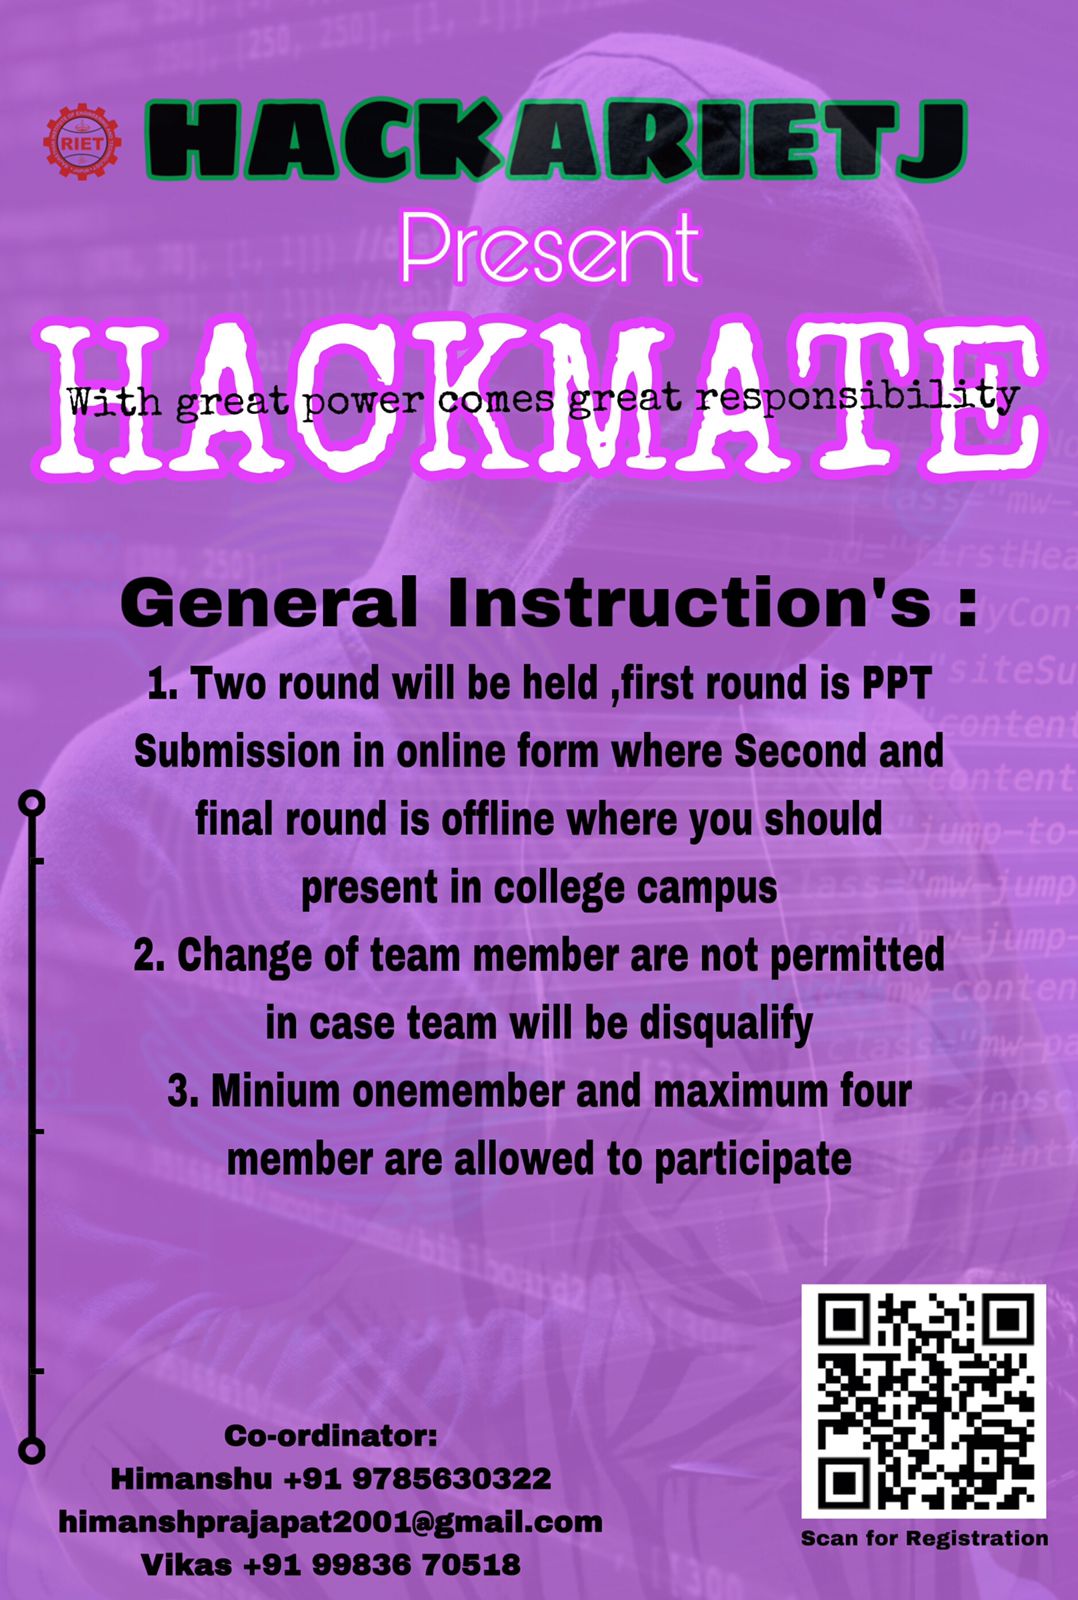 RIET
HACKARIETJ
Present
HACKMATE
With great power comes great responsibility
General Instruction's :
1. Two round will be held ,first round is PPT
Submission in online form where Second and
final round is offline where you should
present in college campus
2. Change of team member are not permitted
in case team will be disqualify
3. Minium onemember and maximum four
member are allowed to participate
Co-ordinator:
Himanshu +91 9785630322
himanshprajapat2001@gmail.com
Vikas +91 99836 70518
Scan for Registration